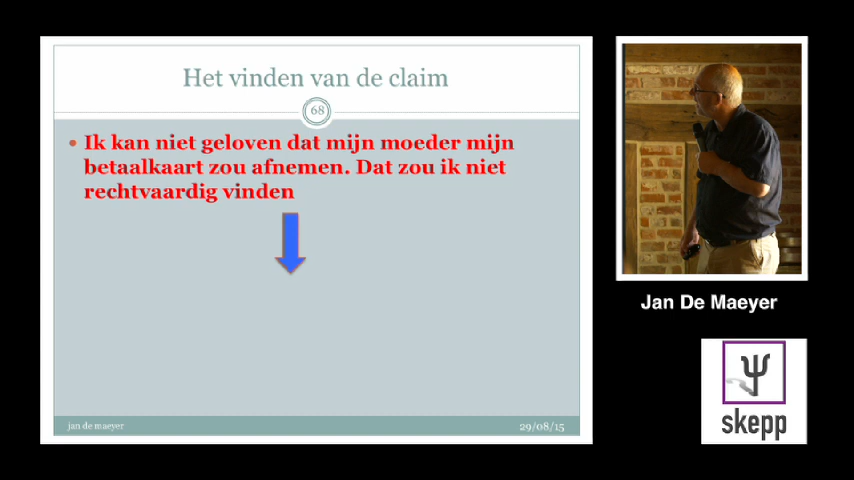 Het vinden van de claim
68
• Ik kan niet geloven dat mijn moeder mijn
betaalkaart zou afnemen. Dat zou ik niet
rechtvaardig vinden
jan de maeyer
29/08/15
Jan De Maeyer
skepp